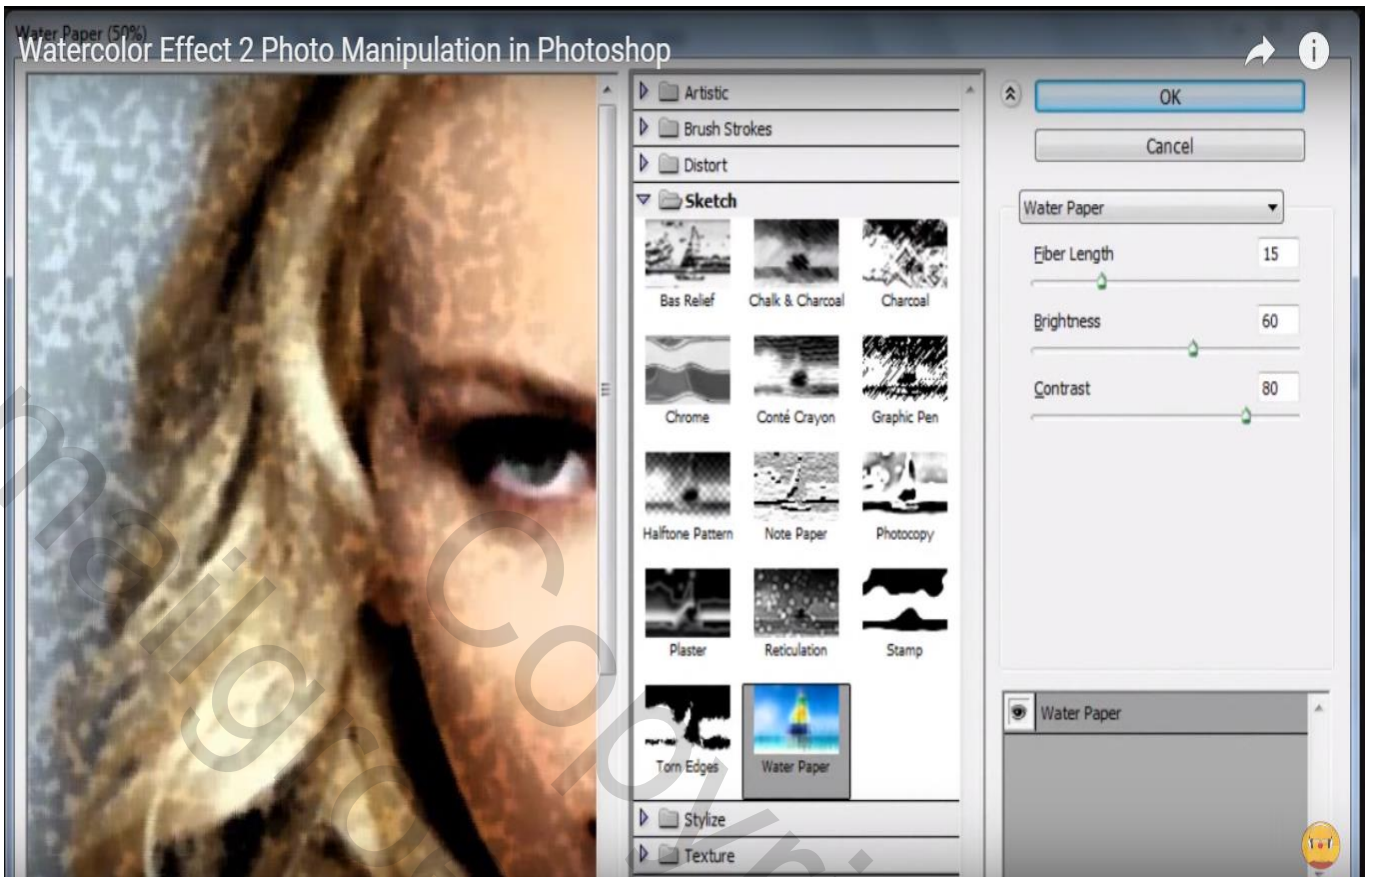 Water Paper (50%)
Watercolor Effect 2 Photo Manipulation in Photoshop
Artistic
Brush Strokes
Distort
Sketch
Bas Relief
Chalk & Charcoal
Charcoal
Chrome
Conté Crayon
Graphic Pen
Halftone Pattern
Note Paper
Photocopy
Plaster
Reticulation
Stamp
Torn Edges
Water Paper
Stylize
Texture
OK
Cancel
Water Paper
Fiber Length 15
Brightness 60
Contrast 80
Water Paper